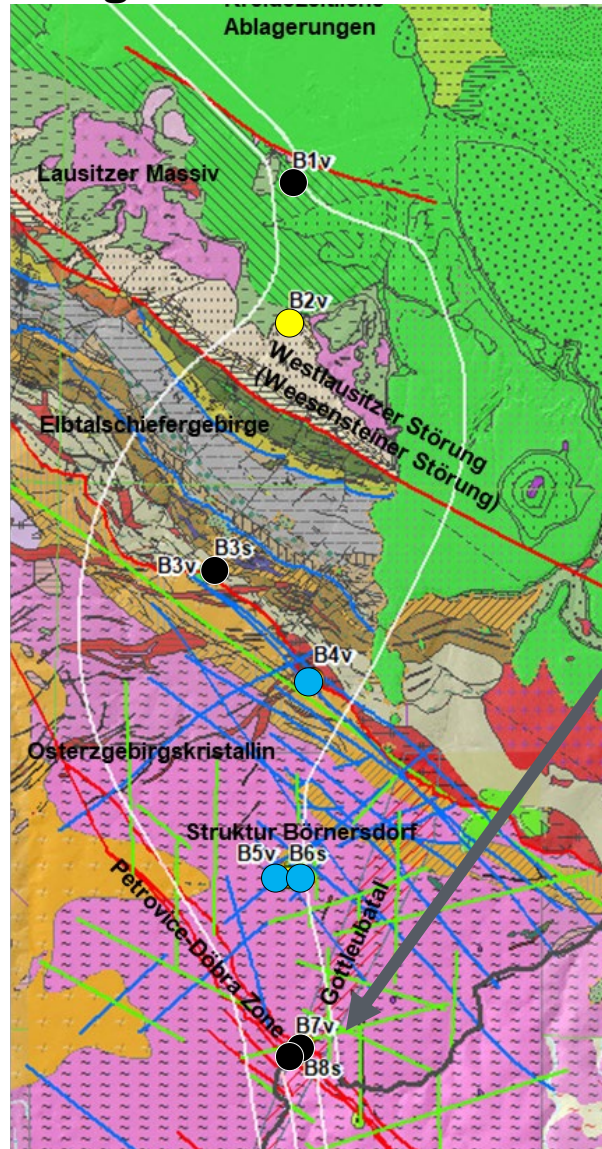 Kreidezeitliche
Ablagerungen
B1v
Lausitzer Massiv
B2v
Westlausitzer Störung
(Weesensteiner Störung)
Elbtalschiefergebirge
B3s
B3v
B4v
Osterzgebirgskristallin
Struktur Börnersdorf
B5v
B6s
Petrovice-Döbra Zone
Gottleubatal
B7v
B8s